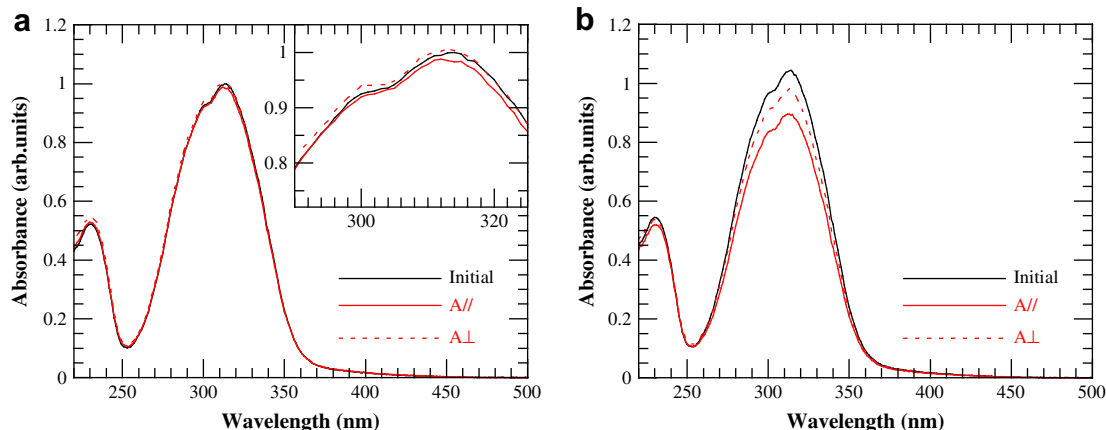 a
1.2
1
0.8
0.6
0.4
0.2
0
Absorbance (arb.units)
250 300 350 400 450 500
Wavelength (nm)
1
0.9
0.8
300 320
Initial
A//
A⊥
b
1.2
1
0.8
0.6
0.4
0.2
0
Absorbance (arb.units)
250 300 350 400 450 500
Wavelength (nm)
Initial
A//
A⊥